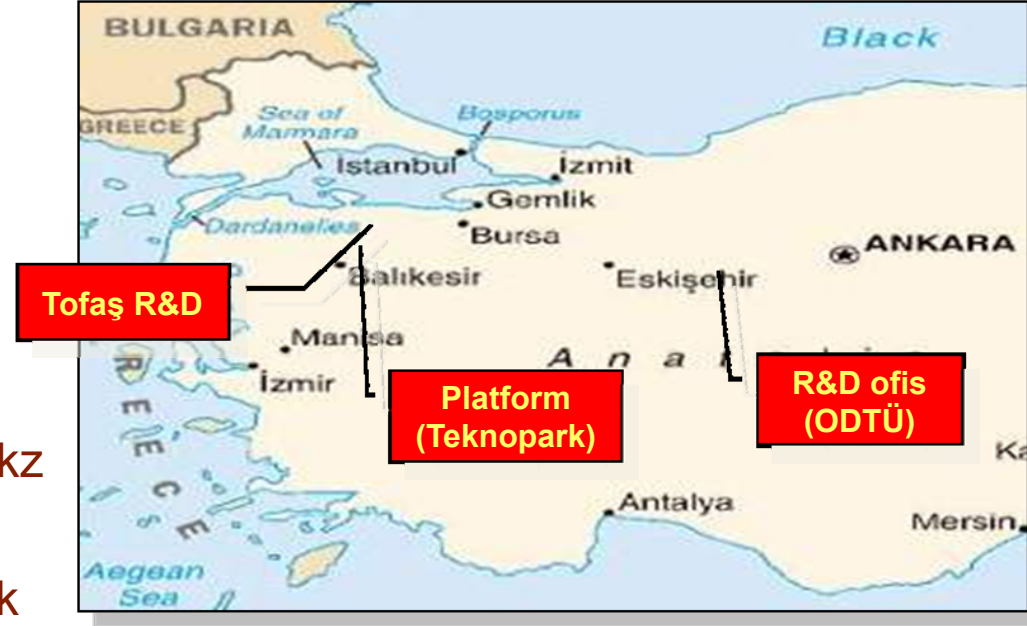 BULGARIA
Black
GREECE
Sea of
Marmara
Bosporus
Istanbul
İzmit
Gemlik
Dardanelles
Bursa
ANKARA
Balıkesir
Eskişehir
Tofaş R&D
Manisa
İzmir
Platform
(Teknopark)
R&D ofis
(ODTÜ)
kz
Ka
Antalya
Mersin
Aegean
Sea
k